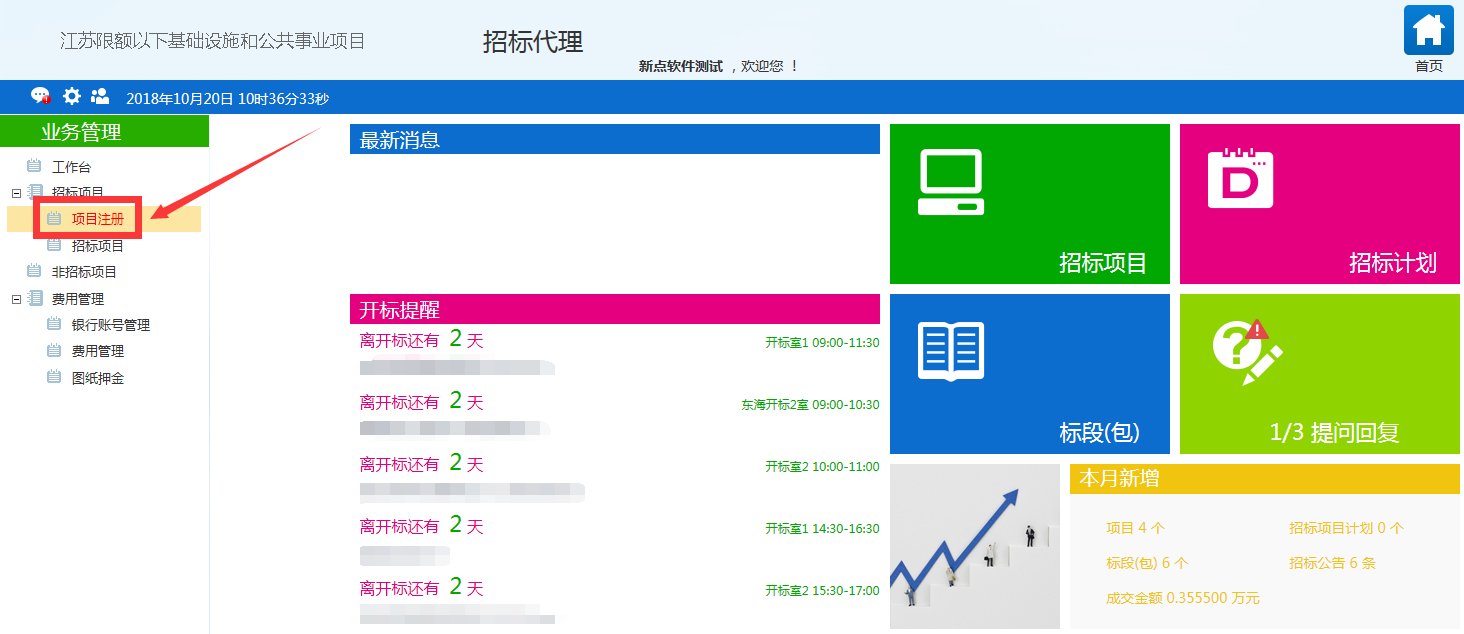 江苏限额以下基础设施和公共事业项目
招标代理
新点软件测试 ，欢迎您 ！
首页
2018年10月20日 10时36分33秒
业务管理
工作台
招标项目
项目注册
招标项目
非招标项目
费用管理
银行账号管理
费用管理
图纸押金
最新消息
开标提醒
离开标还有 2 天
开标室1 09:00-11:30
离开标还有 2 天
东海开标2室 09:00-10:30
离开标还有 2 天
开标室2 10:00-11:00
离开标还有 2 天
开标室1 14:30-16:30
离开标还有 2 天
开标室2 15:30-17:00
D
招标项目
招标计划
标段(包)
1/3 提问回复
本月新增
项目 4 个
招标项目计划 0 个
标段(包) 6 个
招标公告 6 条
成交金额 0.355500 万元